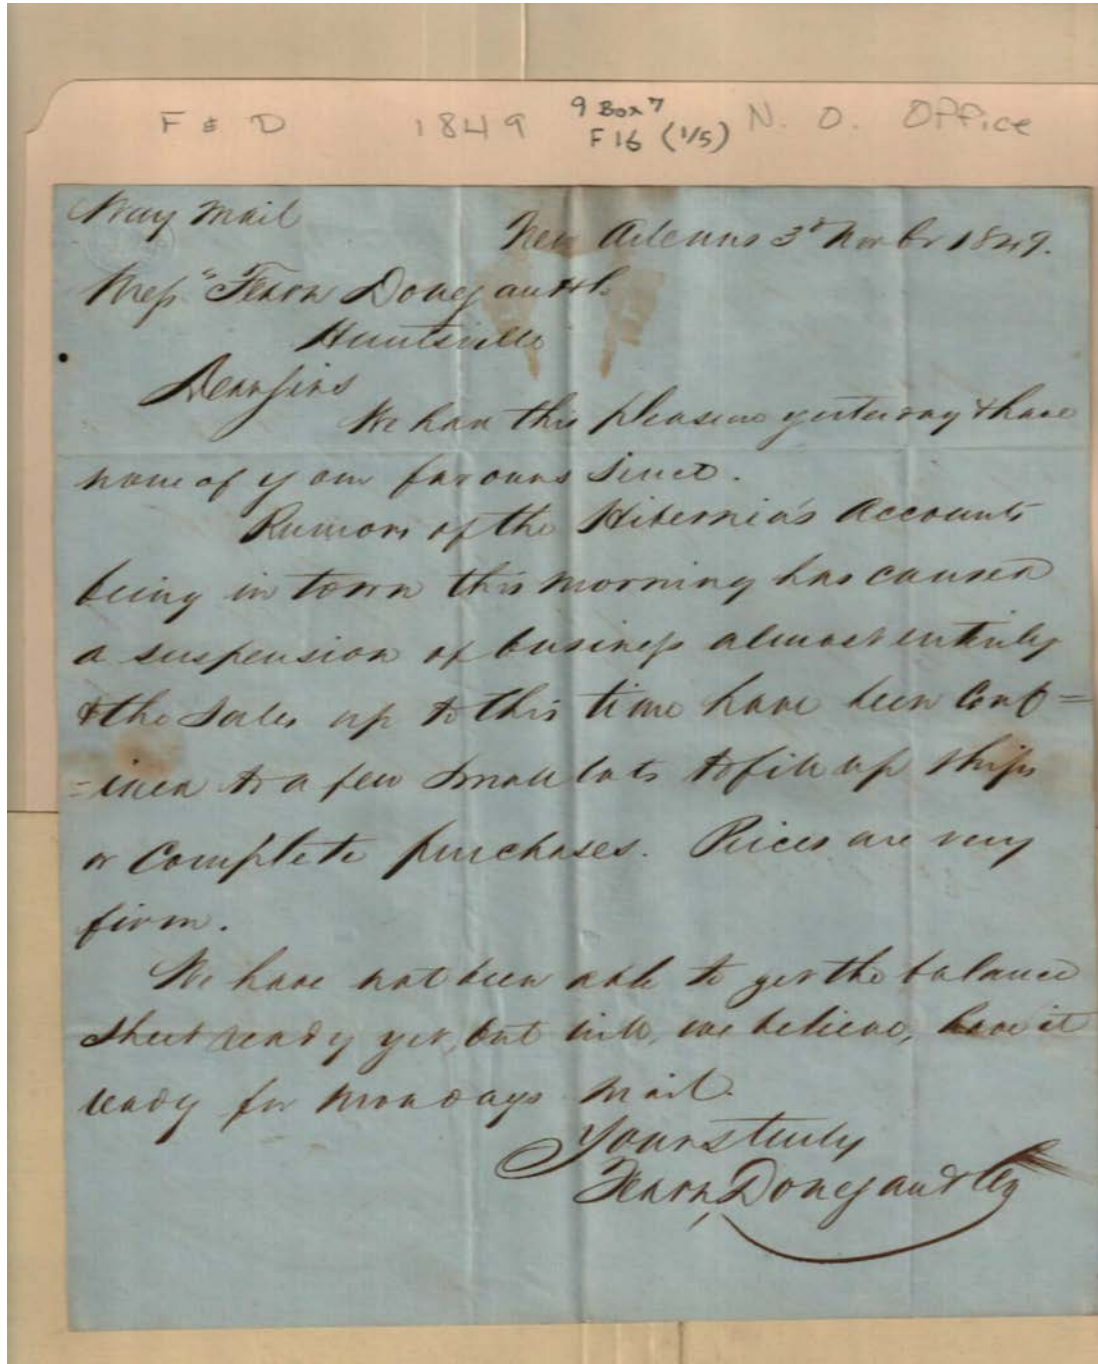 F & D 1849 9 Box 7 N. O. Office
F 16 (1/5)
Way Mail
New Orleans 3d Novbr 1849.
Messrs Fearn Donegan & Co.
Huntsville
Dear Sirs
We had this pleasure yesterday & have
none of your favours since.
Rumors of the Hibernia's Accounts
being in town this morning has caused
a suspension of business almost entirely
& the Sales up to this time have been Conf=
=ined to a few Small lots to fill up Ships
or Complete purchases. Prices are very
firm.
We have not been able to get the balance
Sheet ready yet, but will, we believe, have it
ready for Mondays Mail.
Yours truly
Fearn, Donegan & Co